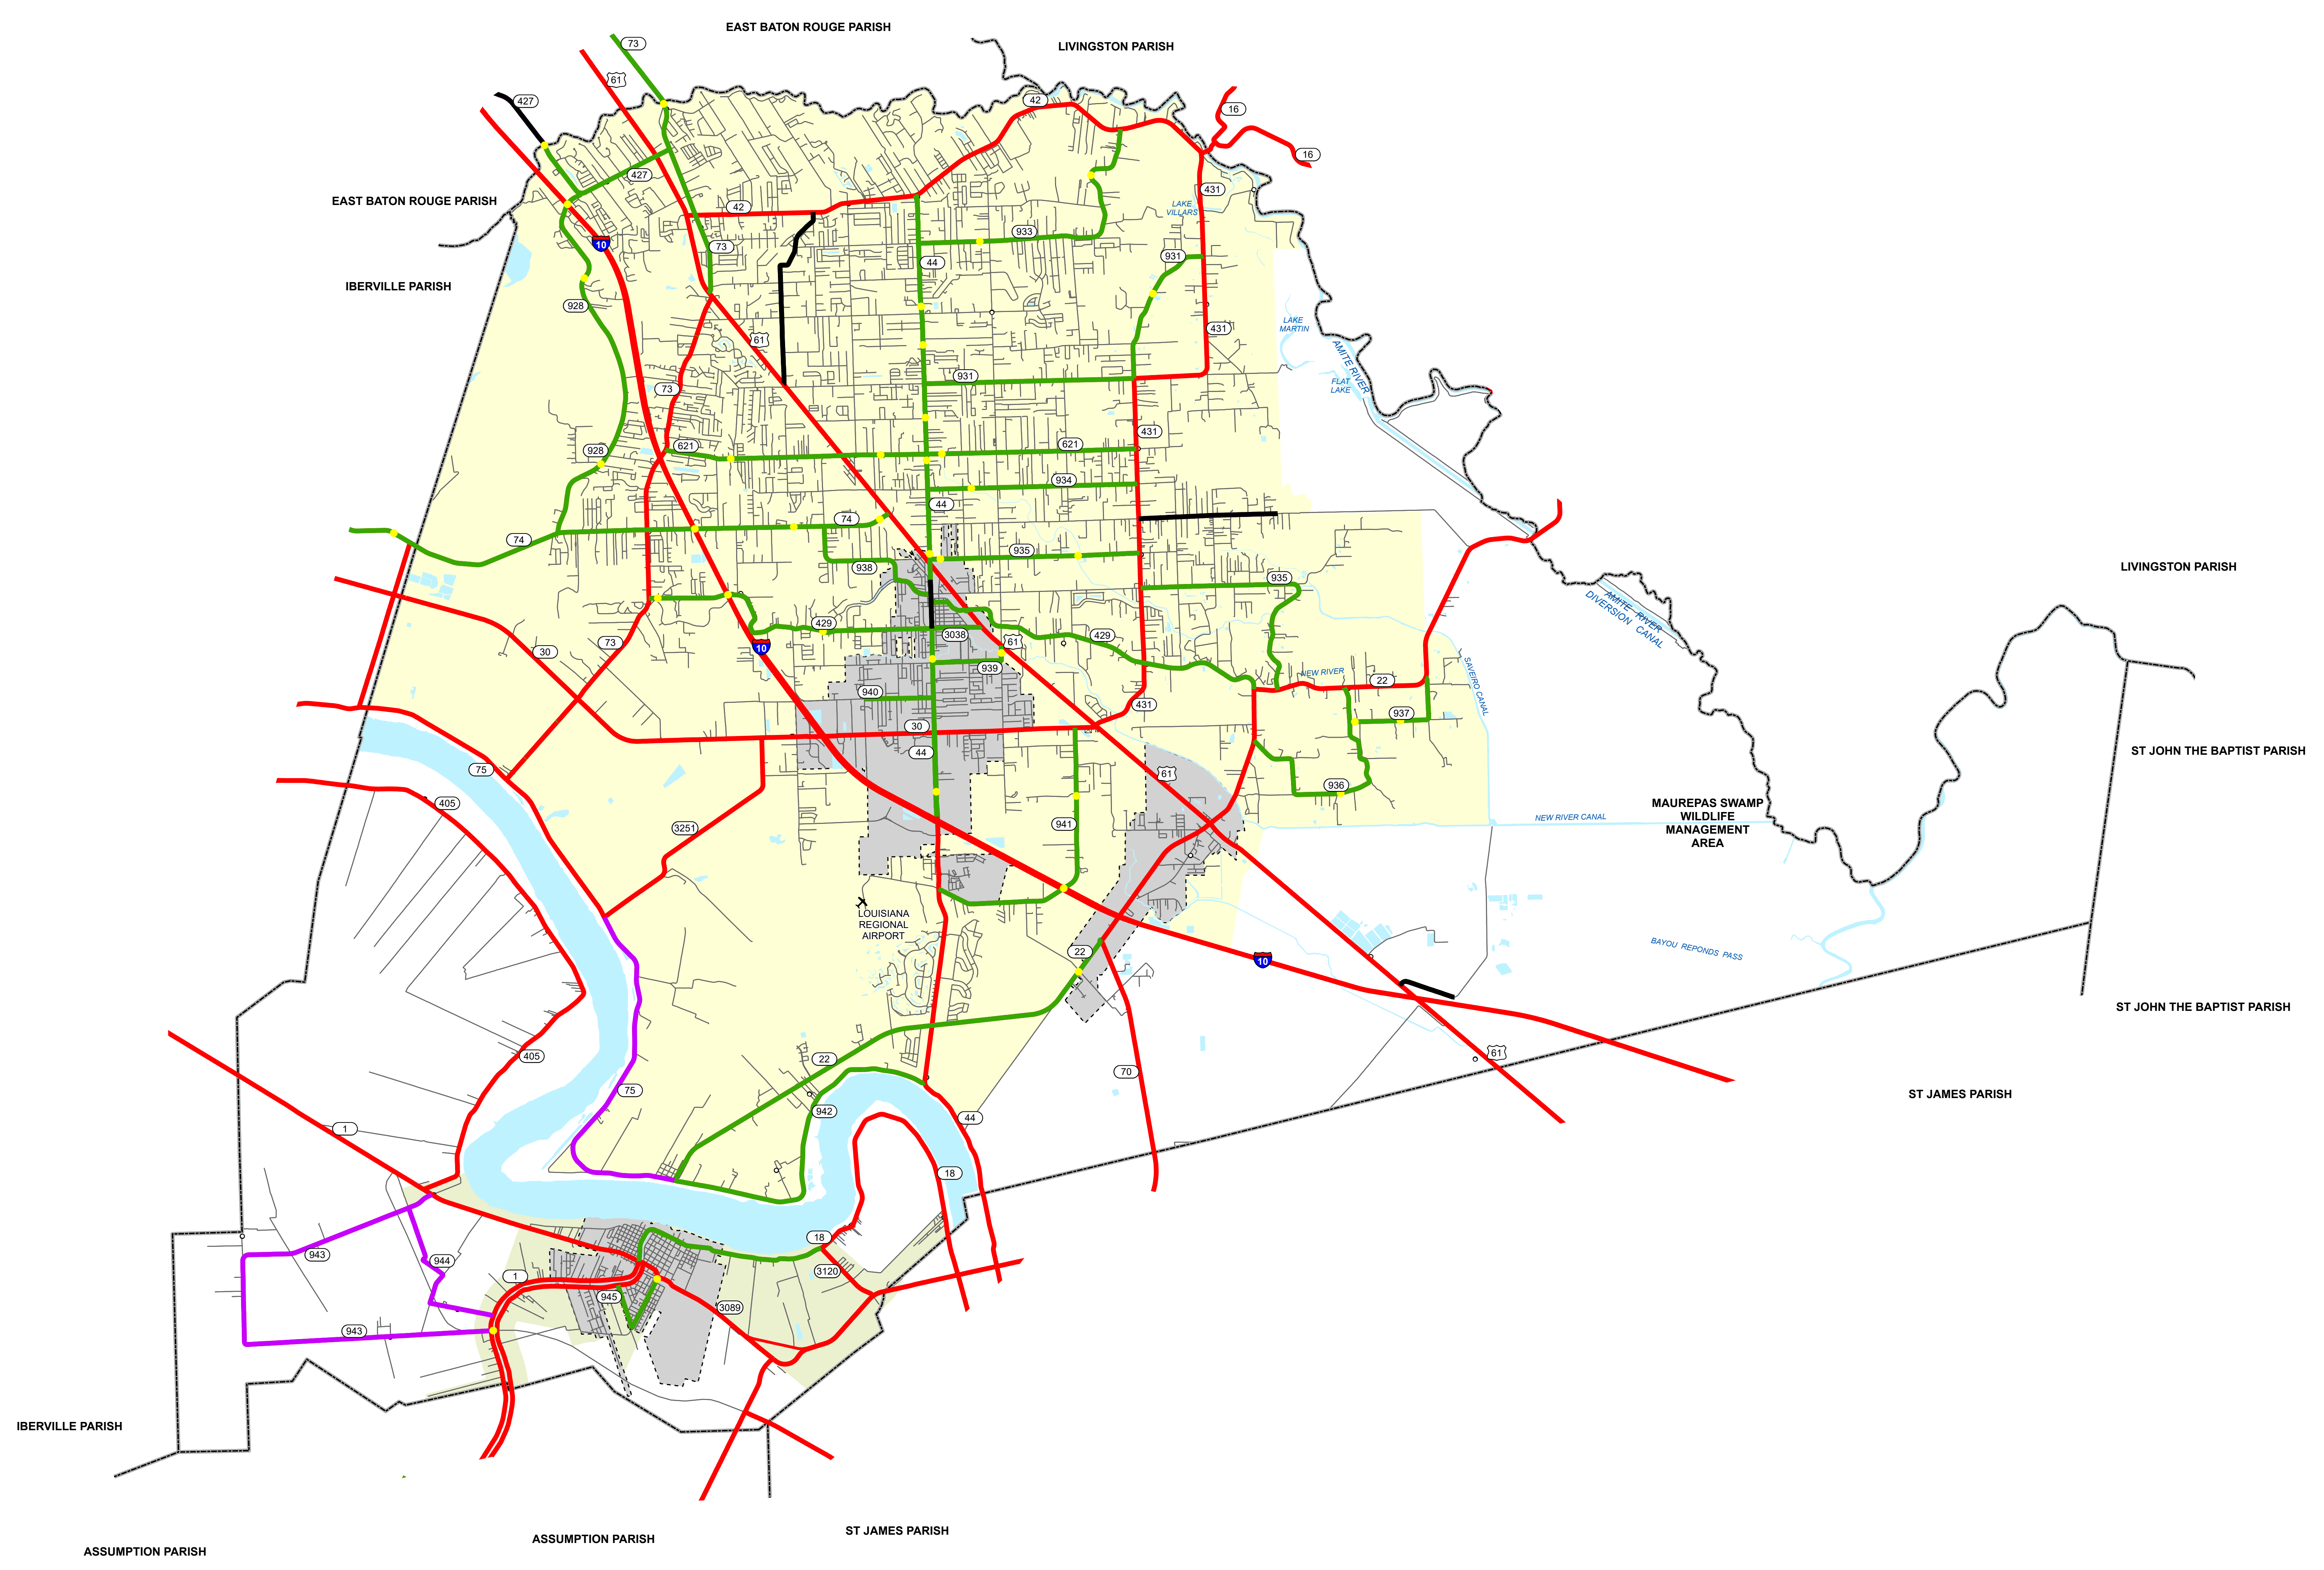 EAST BATON ROUGE PARISH
73
LIVINGSTON PARISH
61
427
42
16
16
427
431
EAST BATON ROUGE PARISH
LAKE
VILLARS
42
933
73
10
931
44
IBERVILLE PARISH
928
LAKE
MARTIN
431
61
AMITE RIVER
931
FLAT
LAKE
73
431
621
621
928
934
44
74
74
935
938
LIVINGSTON PARISH
935
AMITE RIVER
DIVERSION CANAL
429
3038
429
61
73
10
30
939
NEW RIVER
22
SAVEIRO CANAL
940
431
937
30
44
ST JOHN THE BAPTIST PARISH
75
61
936
405
MAUREPAS SWAMP
WILDLIFE
MANAGEMENT
AREA
NEW RIVER CANAL
941
3251
LOUISIANA
REGIONAL
AIRPORT
22
BAYOU REPONDS PASS
10
ST JOHN THE BAPTIST PARISH
405
22
61
70
75
ST JAMES PARISH
942
44
1
18
18
943
944
3120
1
945
3089
943
IBERVILLE PARISH
ST JAMES PARISH
ASSUMPTION PARISH
ASSUMPTION PARISH